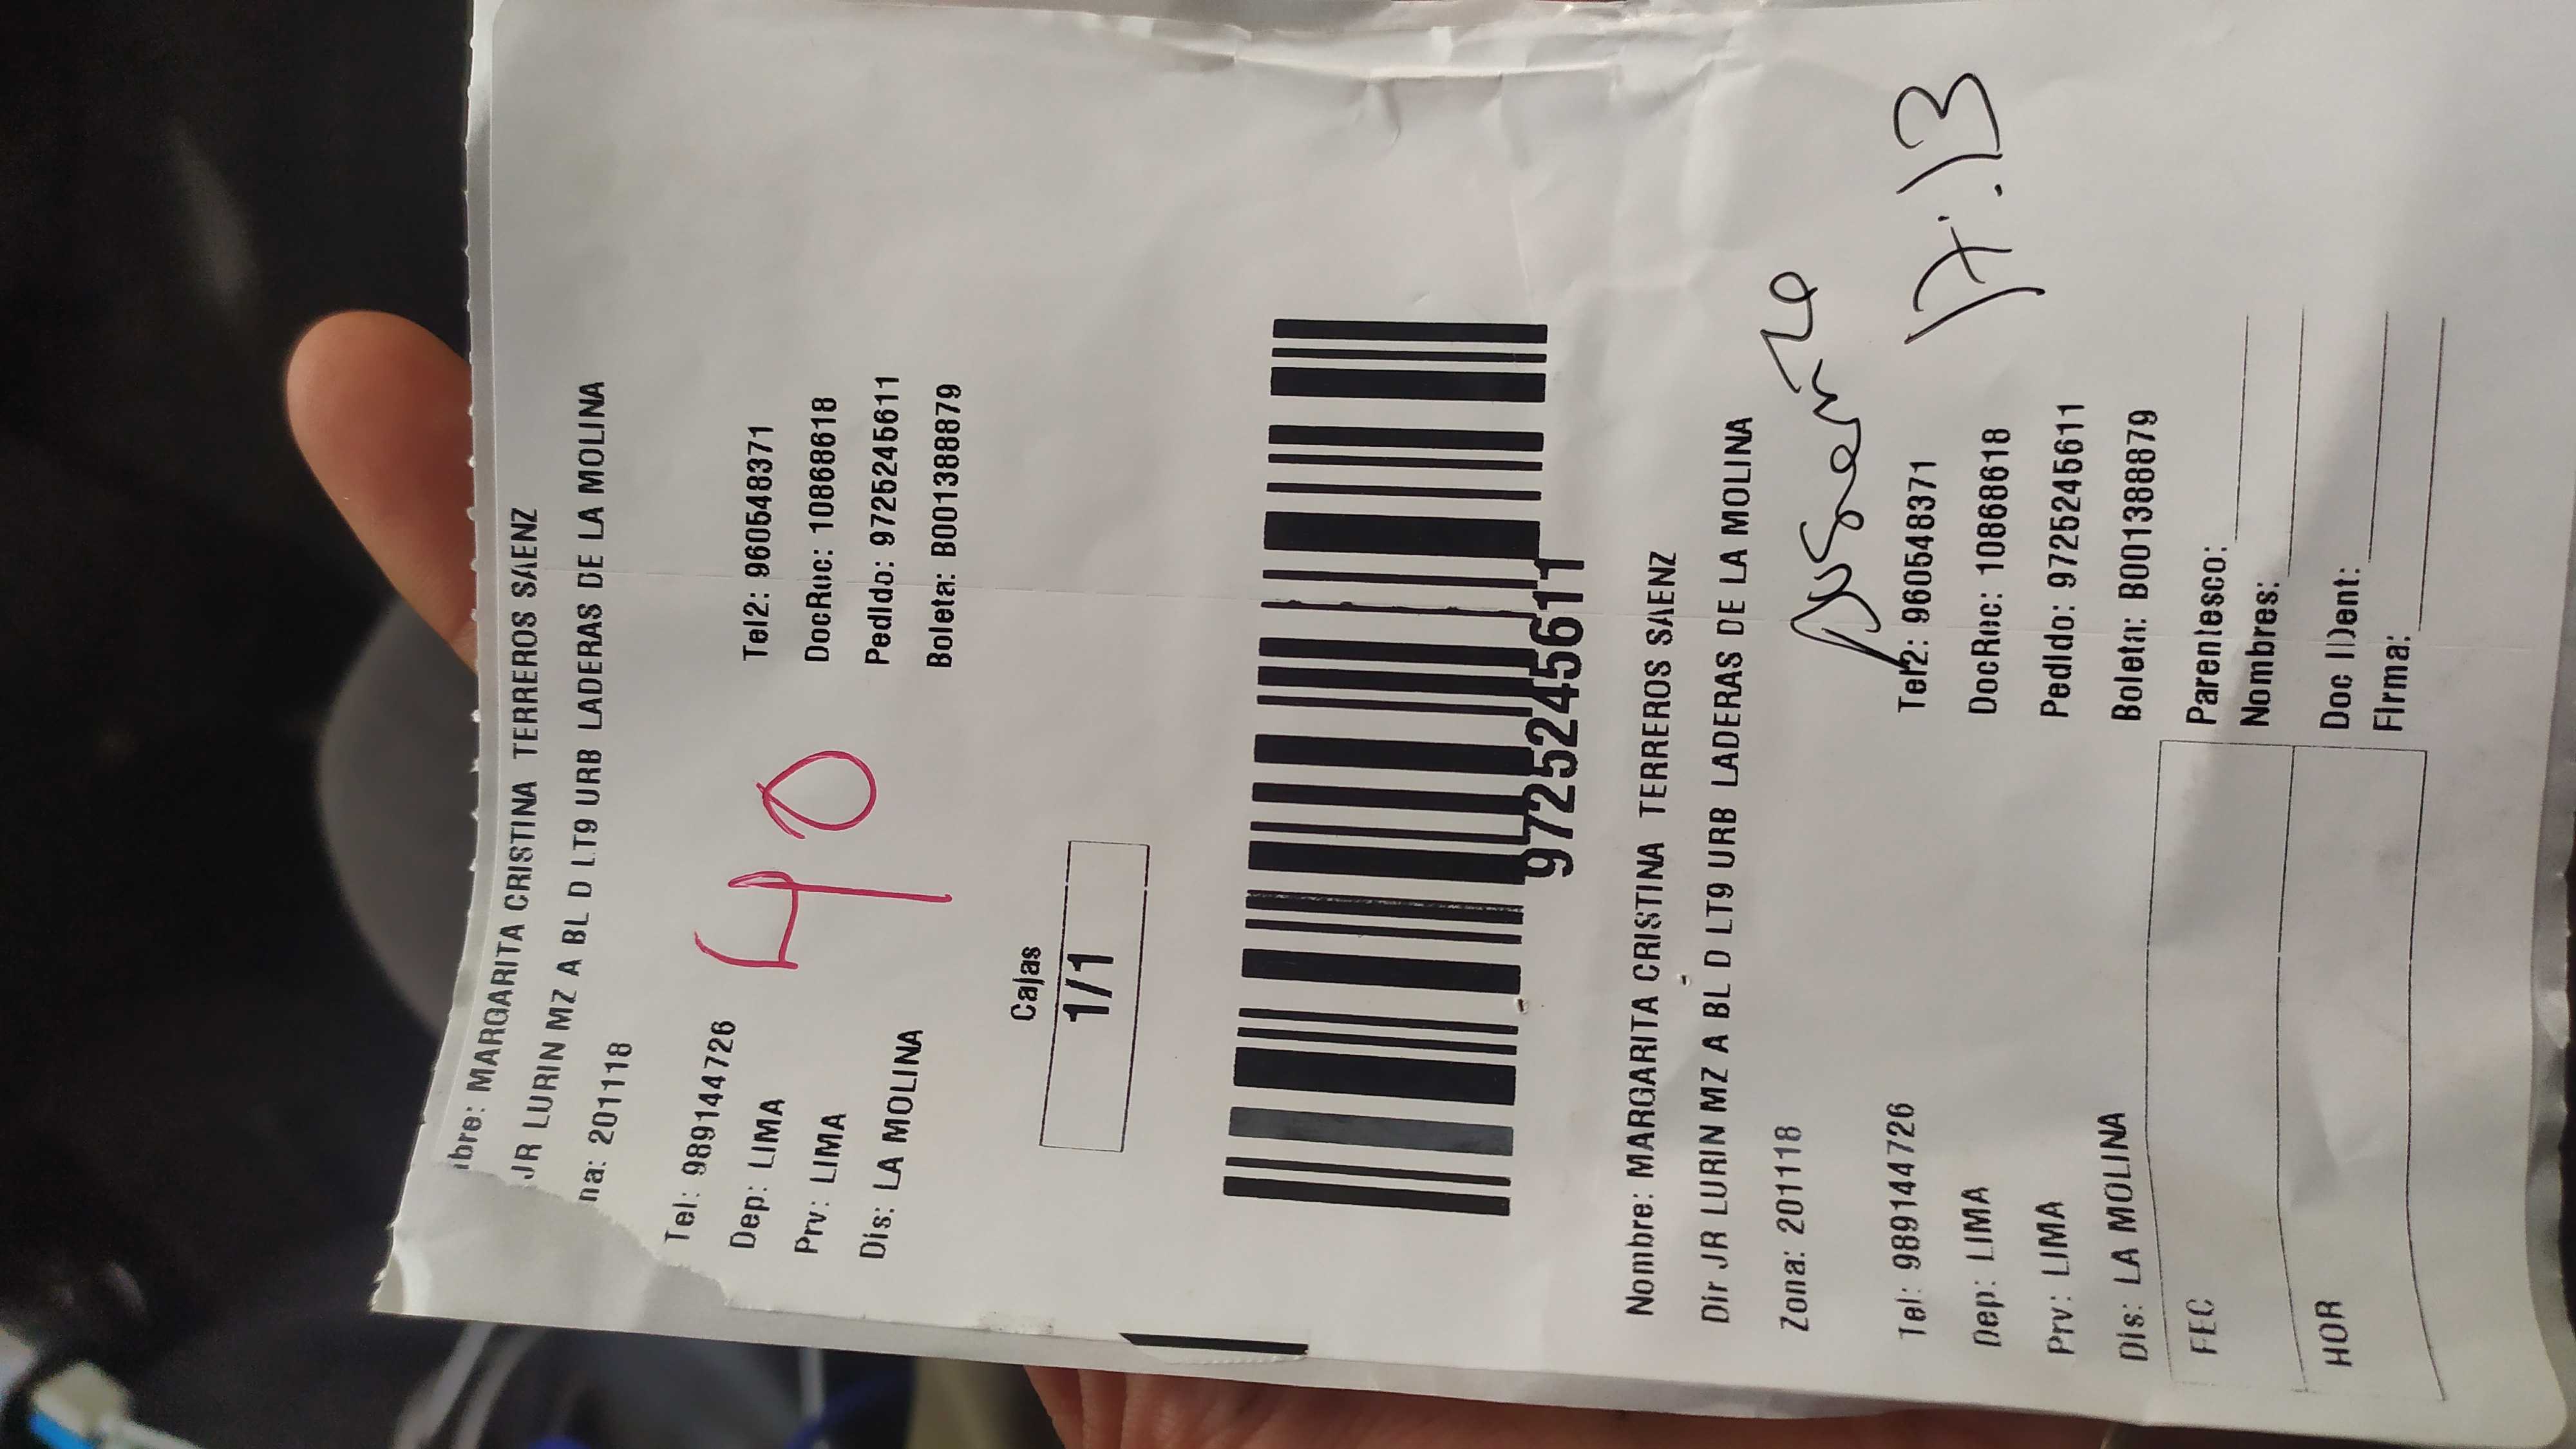 ibre: MARGARITA CRISTINA TERREROS SAENZ
JR LURIN MZ A BL D LT9 URB LADERAS DE LA MOLINA
na: 201118
Tel: 989144726
Tel2: 960548371
Dep: LIMA
DocRuc: 10868618
Prv: LIMA
Pedido: 9725245611
Dis: LA MOLINA
Boleta: B001388879
40
Cajas
1/1
9725245611
Nombre: MARGARITA CRISTINA TERREROS SAENZ
Dir JR LURIN MZ A BL D LT9 URB LADERAS DE LA MOLINA
Zona: 201118
Ausente
17:13
Tel: 989144726
Tel2: 960548371
Dep: LIMA
DocRuc: 10868618
Prv: LIMA
Pedido: 9725245611
Dis: LA MOLINA
Boleta: B001388879
FEC
Parentesco:
Nombres:
HOR
Doc IDent:
Firma: